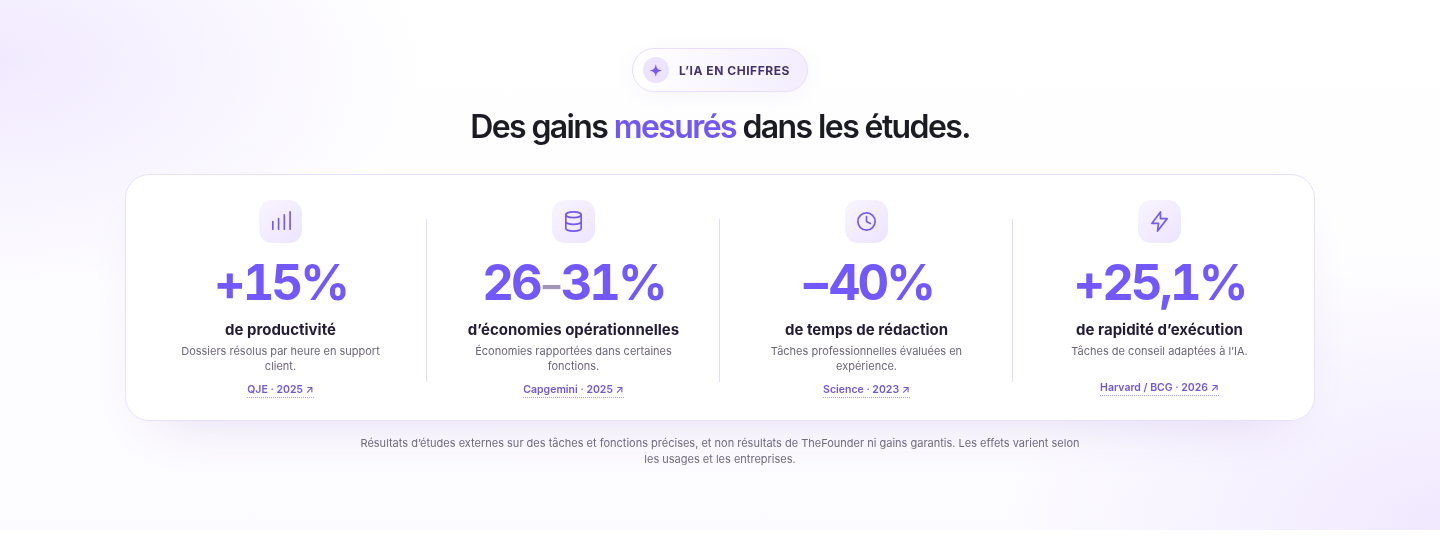 L’IA EN CHIFFRES
Des gains mesurés dans les études.
+15%
de productivité
Dossiers résolus par heure en support
client.
QJE · 2025 ↗
26–31%
d’économies opérationnelles
Économies rapportées dans certaines
fonctions.
Capgemini · 2025 ↗
−40%
de temps de rédaction
Tâches professionnelles évaluées en
expérience.
Science · 2023 ↗
+25,1%
de rapidité d’exécution
Tâches de conseil adaptées à l’IA.
Harvard / BCG · 2026 ↗
Résultats d’études externes sur des tâches et fonctions précises, et non résultats de TheFounder ni gains garantis. Les effets varient selon
les usages et les entreprises.